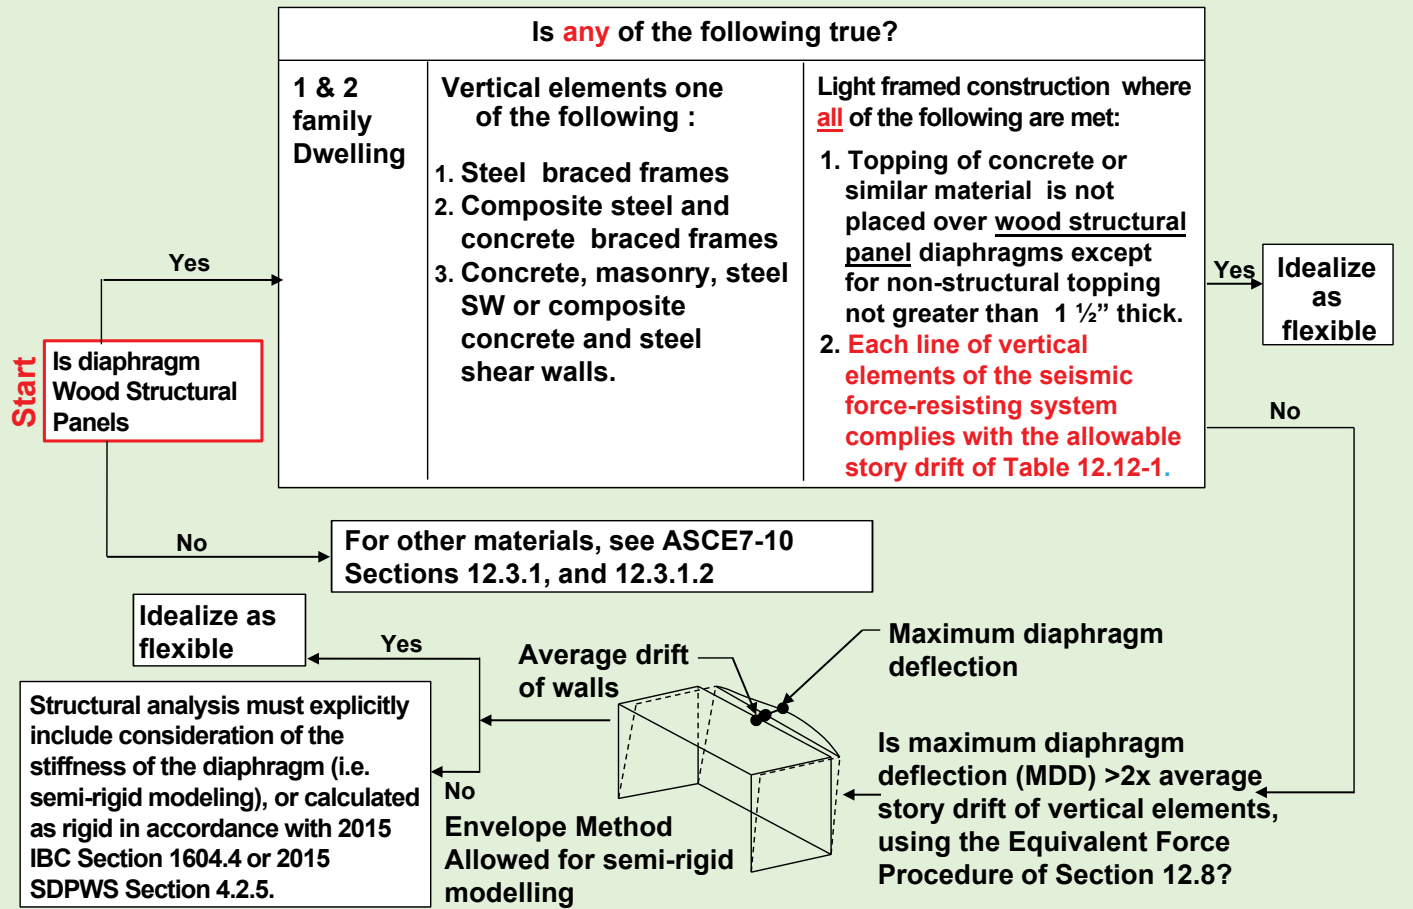 Is any of the following true?
1 & 2
family
Dwelling
Vertical elements one
of the following :
1. Steel braced frames
2. Composite steel and
concrete braced frames
3. Concrete, masonry, steel
SW or composite
concrete and steel
shear walls.
Light framed construction where
all of the following are met:
1. Topping of concrete or
similar material is not
placed over wood structural
panel diaphragms except
for non-structural topping
not greater than 1 ½” thick.
2. Each line of vertical
elements of the seismic
force-resisting system
complies with the allowable
story drift of Table 12.12-1.
Yes
Yes
Idealize
as
flexible
Start
Is diaphragm
Wood Structural
Panels
No
No
For other materials, see ASCE7-10
Sections 12.3.1, and 12.3.1.2
Idealize as
flexible
Yes
Average drift
of walls
Maximum diaphragm
deflection
Structural analysis must explicitly
include consideration of the
stiffness of the diaphragm (i.e.
semi-rigid modeling), or calculated
as rigid in accordance with 2015
IBC Section 1604.4 or 2015
SDPWS Section 4.2.5.
No
Envelope Method
Allowed for semi-rigid
modelling
Is maximum diaphragm
deflection (MDD) >2x average
story drift of vertical elements,
using the Equivalent Force
Procedure of Section 12.8?